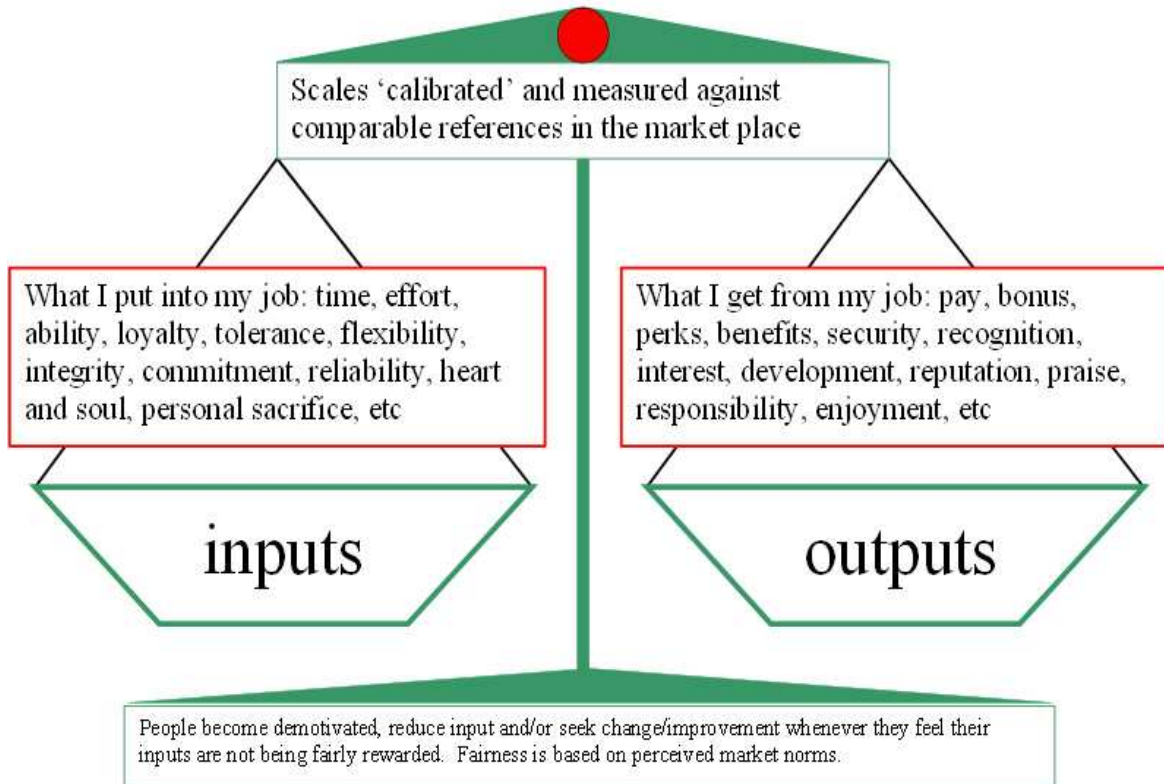 Scales ‘calibrated’ and measured against
comparable references in the market place
What I put into my job: time, effort,
ability, loyalty, tolerance, flexibility,
integrity, commitment, reliability, heart
and soul, personal sacrifice, etc
What I get from my job: pay, bonus,
perks, benefits, security, recognition,
interest, development, reputation, praise,
responsibility, enjoyment, etc
inputs
outputs
People become demotivated, reduce input and/or seek change/improvement whenever they feel their
inputs are not being fairly rewarded.  Fairness is based on perceived market norms.